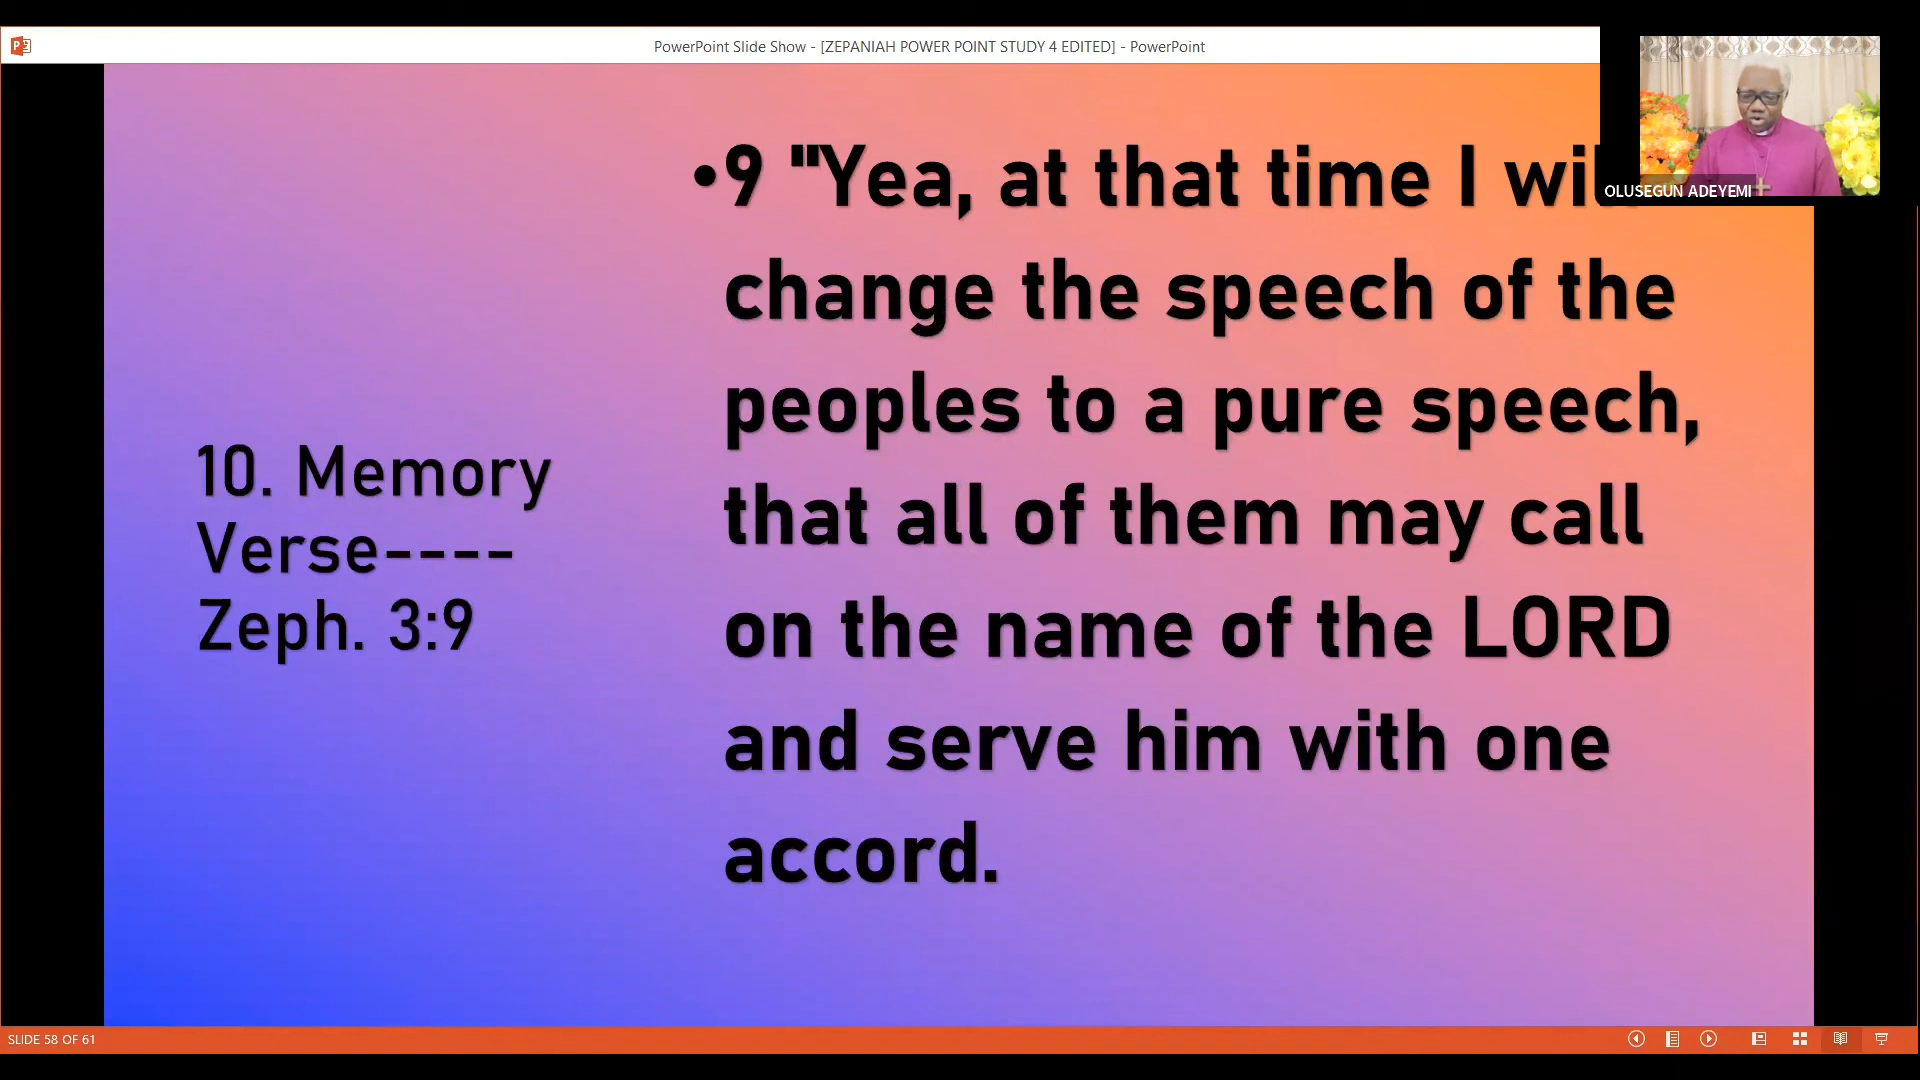 PowerPoint Slide Show - [ZEPANIAH POWER POINT STUDY 4 EDITED] - PowerPoint
OLUSEGUN ADEYEMI
10. Memory
Verse----
Zeph. 3:9
•9 "Yea, at that time I wil
change the speech of the
peoples to a pure speech,
that all of them may call
on the name of the LORD
and serve him with one
accord.
SLIDE 58 OF 61